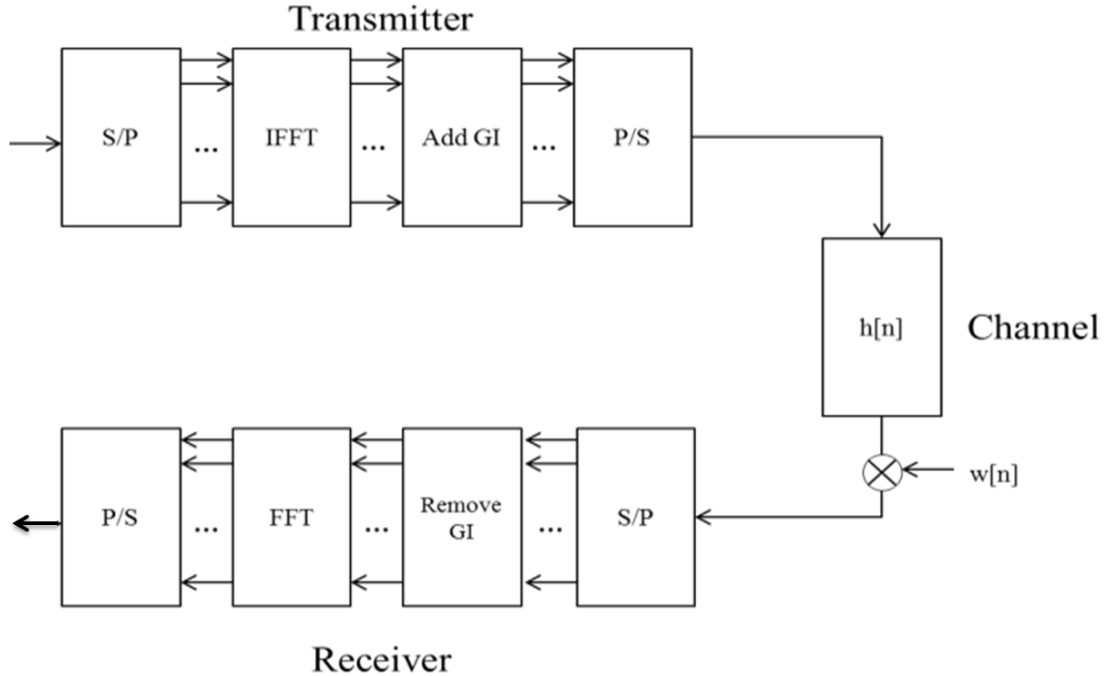 Transmitter
S/P
...
IFFT
...
Add GI
...
P/S
h[n]
Channel
w[n]
P/S
...
FFT
...
Remove
GI
...
S/P
Receiver